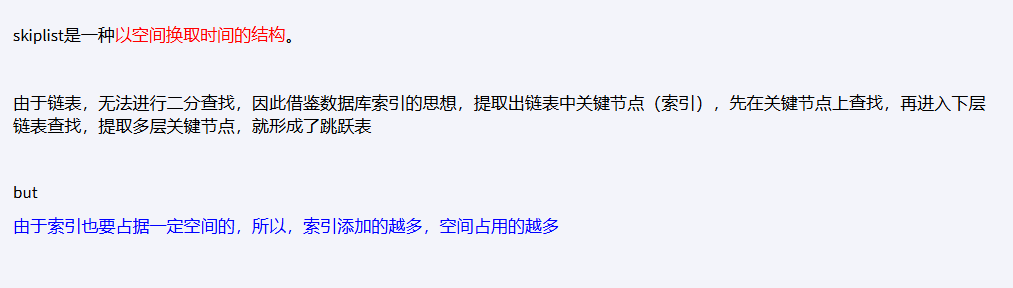 skiplist是一种以空间换取时间的结构。
由于链表，无法进行二分查找，因此借鉴数据库索引的思想，提取出链表中关键节点（索引），先在关键节点上查找，再进入下层
链表查找，提取多层关键节点，就形成了跳跃表
but
由于索引也要占据一定空间的，所以，索引添加的越多，空间占用的越多